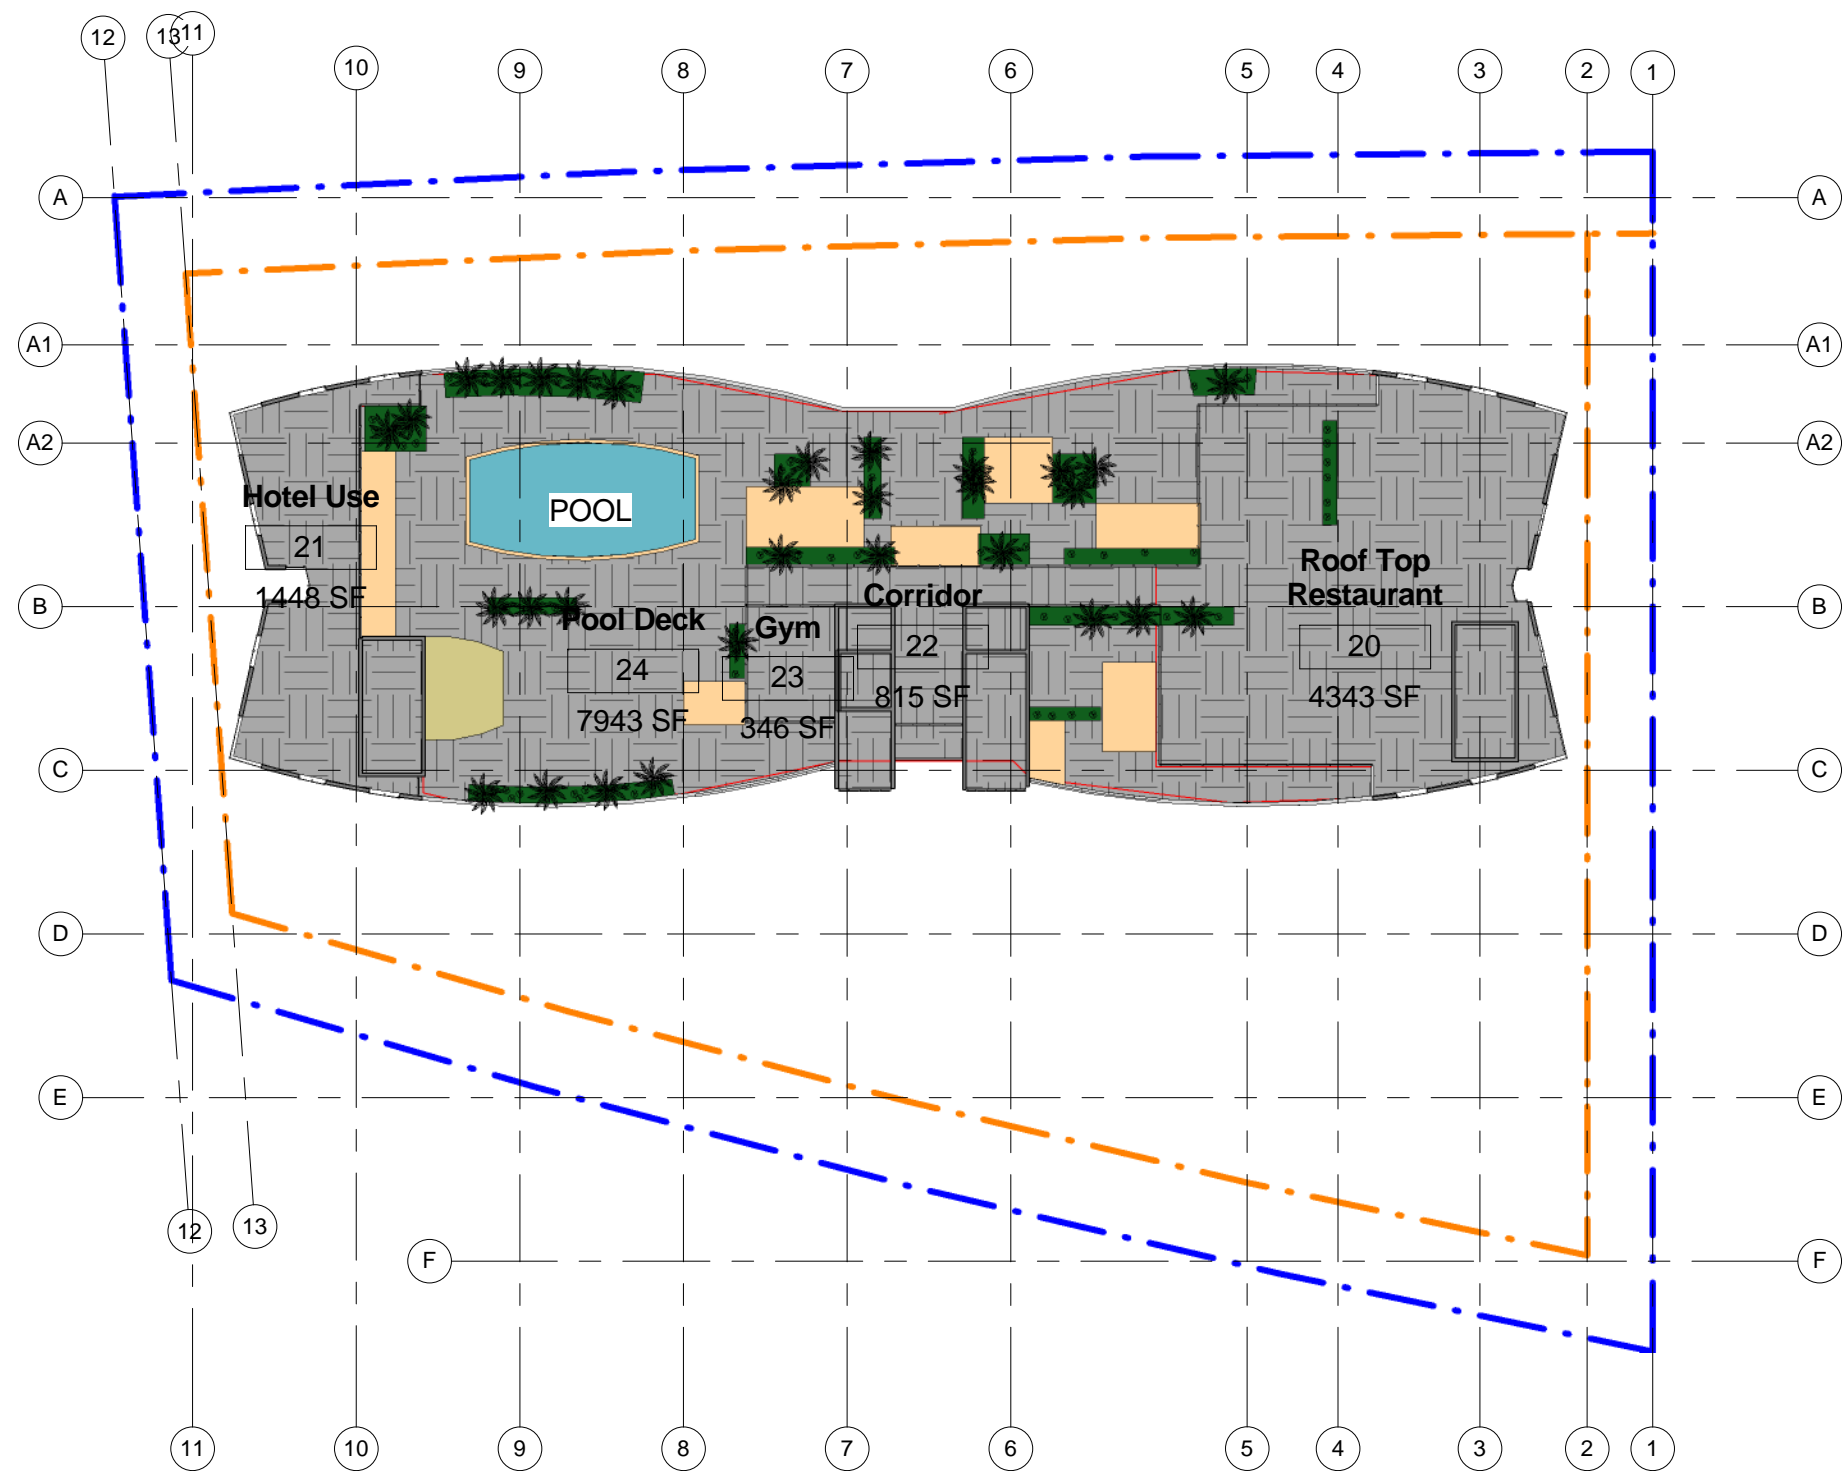 12
13
11
10
9
8
7
6
5
4
3
2
1
A
A
A1
A1
A2
A2
Hotel Use
21
1448 SF
POOL
Roof Top
Restaurant
20
4343 SF
Corridor
22
815 SF
Pool Deck
24
7943 SF
Gym
23
346 SF
B
B
C
C
D
D
E
E
12
13
F
F
11
10
9
8
7
6
5
4
3
2
1